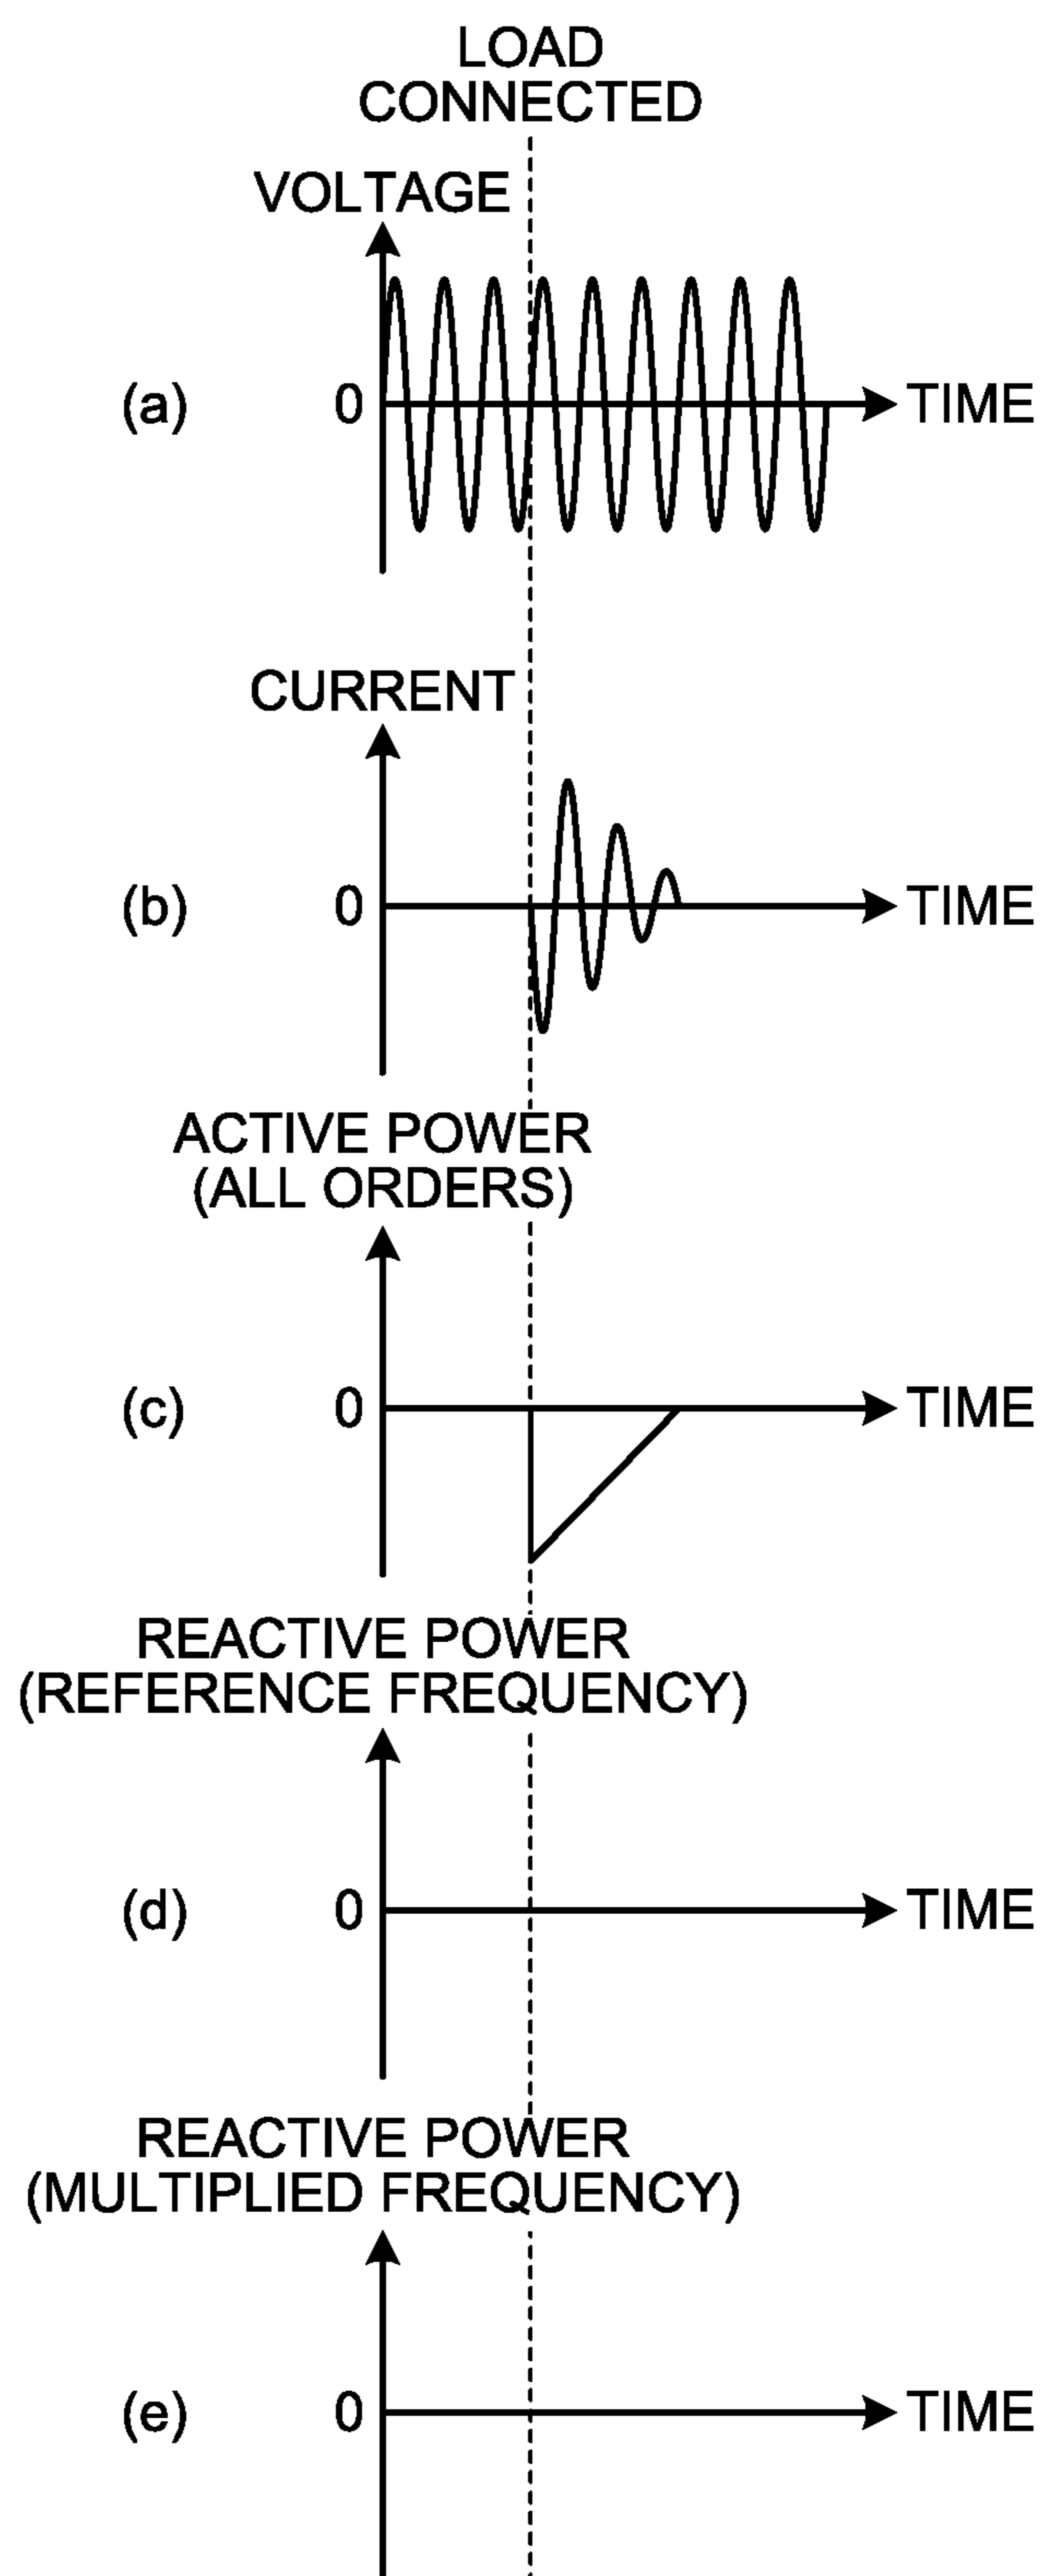 LOAD
CONNECTED
VOLTAGE
(a)
0
TIME
CURRENT
(b)
0
TIME
ACTIVE POWER
(ALL ORDERS)
(c)
0
TIME
REACTIVE POWER
(REFERENCE FREQUENCY)
(d)
0
TIME
REACTIVE POWER
(MULTIPLIED FREQUENCY)
(e)
0
TIME